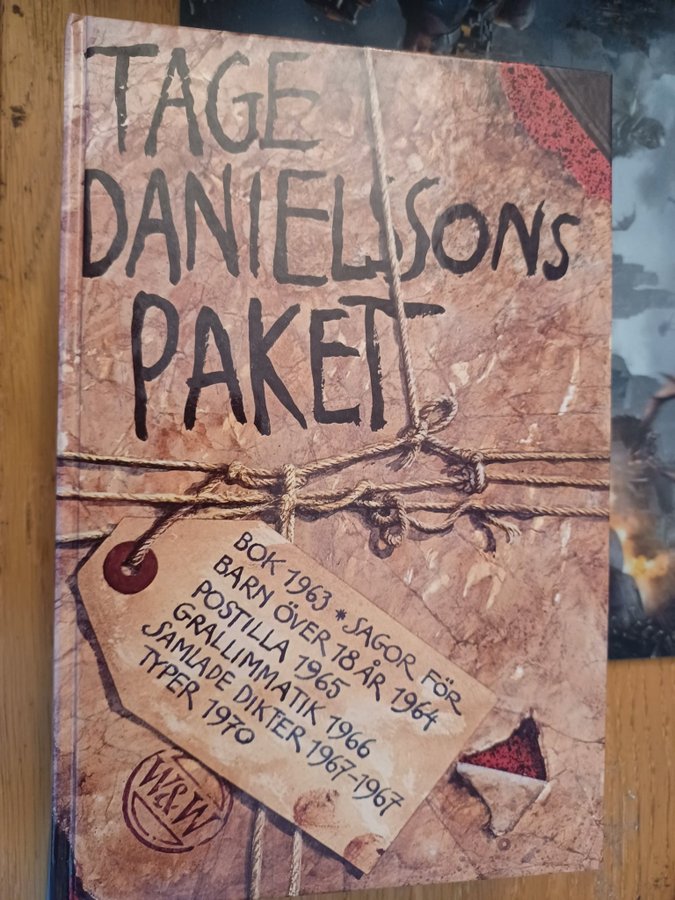 TAGE
DANIELSSONS
PAKET
BOK 1963 * SAGOR FÖR
BARN ÖVER 18 ÅR 1964
POSTILLA 1965
GRALLIMMATIK 1966
SAMLADE DIKTER 1967-1967
TYPER 1970
W&W